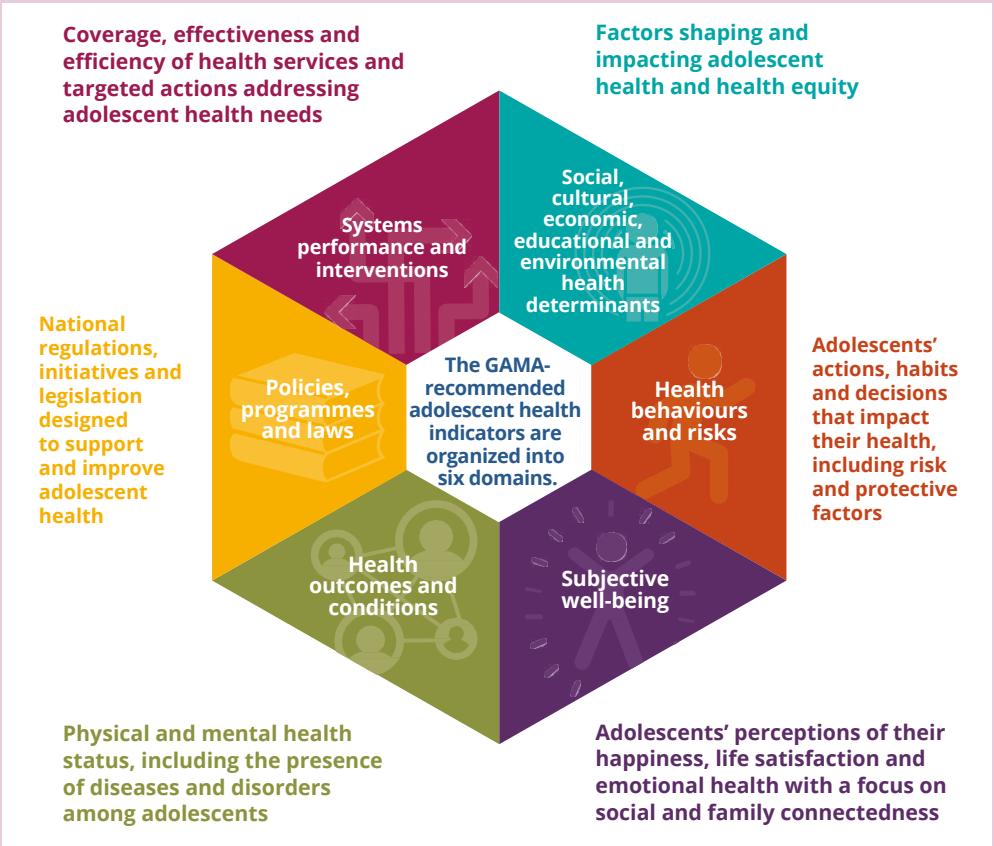 Coverage, effectiveness and
efficiency of health services and
targeted actions addressing
adolescent health needs
Factors shaping and
impacting adolescent
health and health equity
Systems
performance and
interventions
Social,
cultural,
economic,
educational and
environmental
health
determinants
National
regulations,
initiatives and
legislation
designed
to support
and improve
adolescent
health
Policies,
programmes
and laws
The GAMA-
recommended
adolescent health
indicators are
organized into
six domains.
Health
behaviours
and risks
Adolescents’
actions, habits
and decisions
that impact
their health,
including risk
and protective
factors
Health
outcomes and
conditions
Subjective
well-being
Physical and mental health
status, including the presence
of diseases and disorders
among adolescents
Adolescents’ perceptions of their
happiness, life satisfaction and
emotional health with a focus on
social and family connectedness